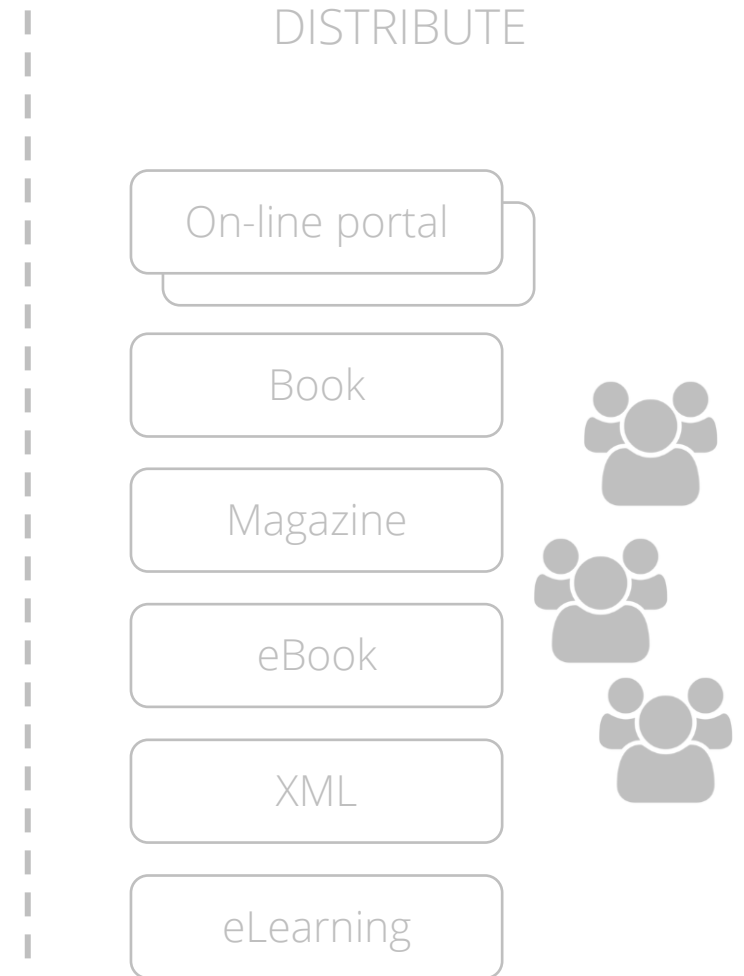 DISTRIBUTE
On-line portal
Book
Magazine
eBook
XML
eLearning